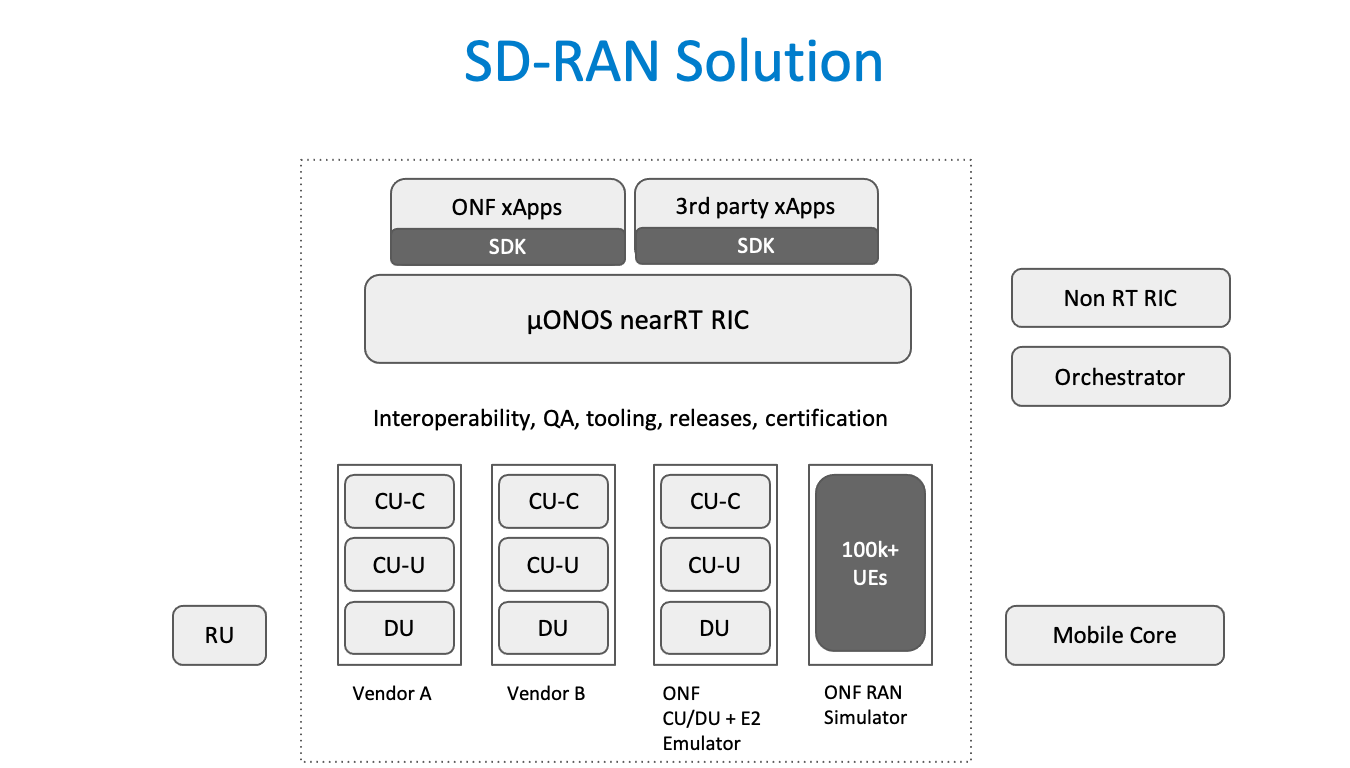 SD-RAN Solution
ONF xApps
3rd party xApps
SDK
SDK
µONOS nearRT RIC
Non RT RIC
Orchestrator
Interoperability, QA, tooling, releases, certification
CU-C
CU-C
CU-C
CU-U
CU-U
CU-U
100k+
UEs
DU
DU
DU
RU
Mobile Core
Vendor A
Vendor B
ONF
CU/DU + E2
Emulator
ONF RAN
Simulator